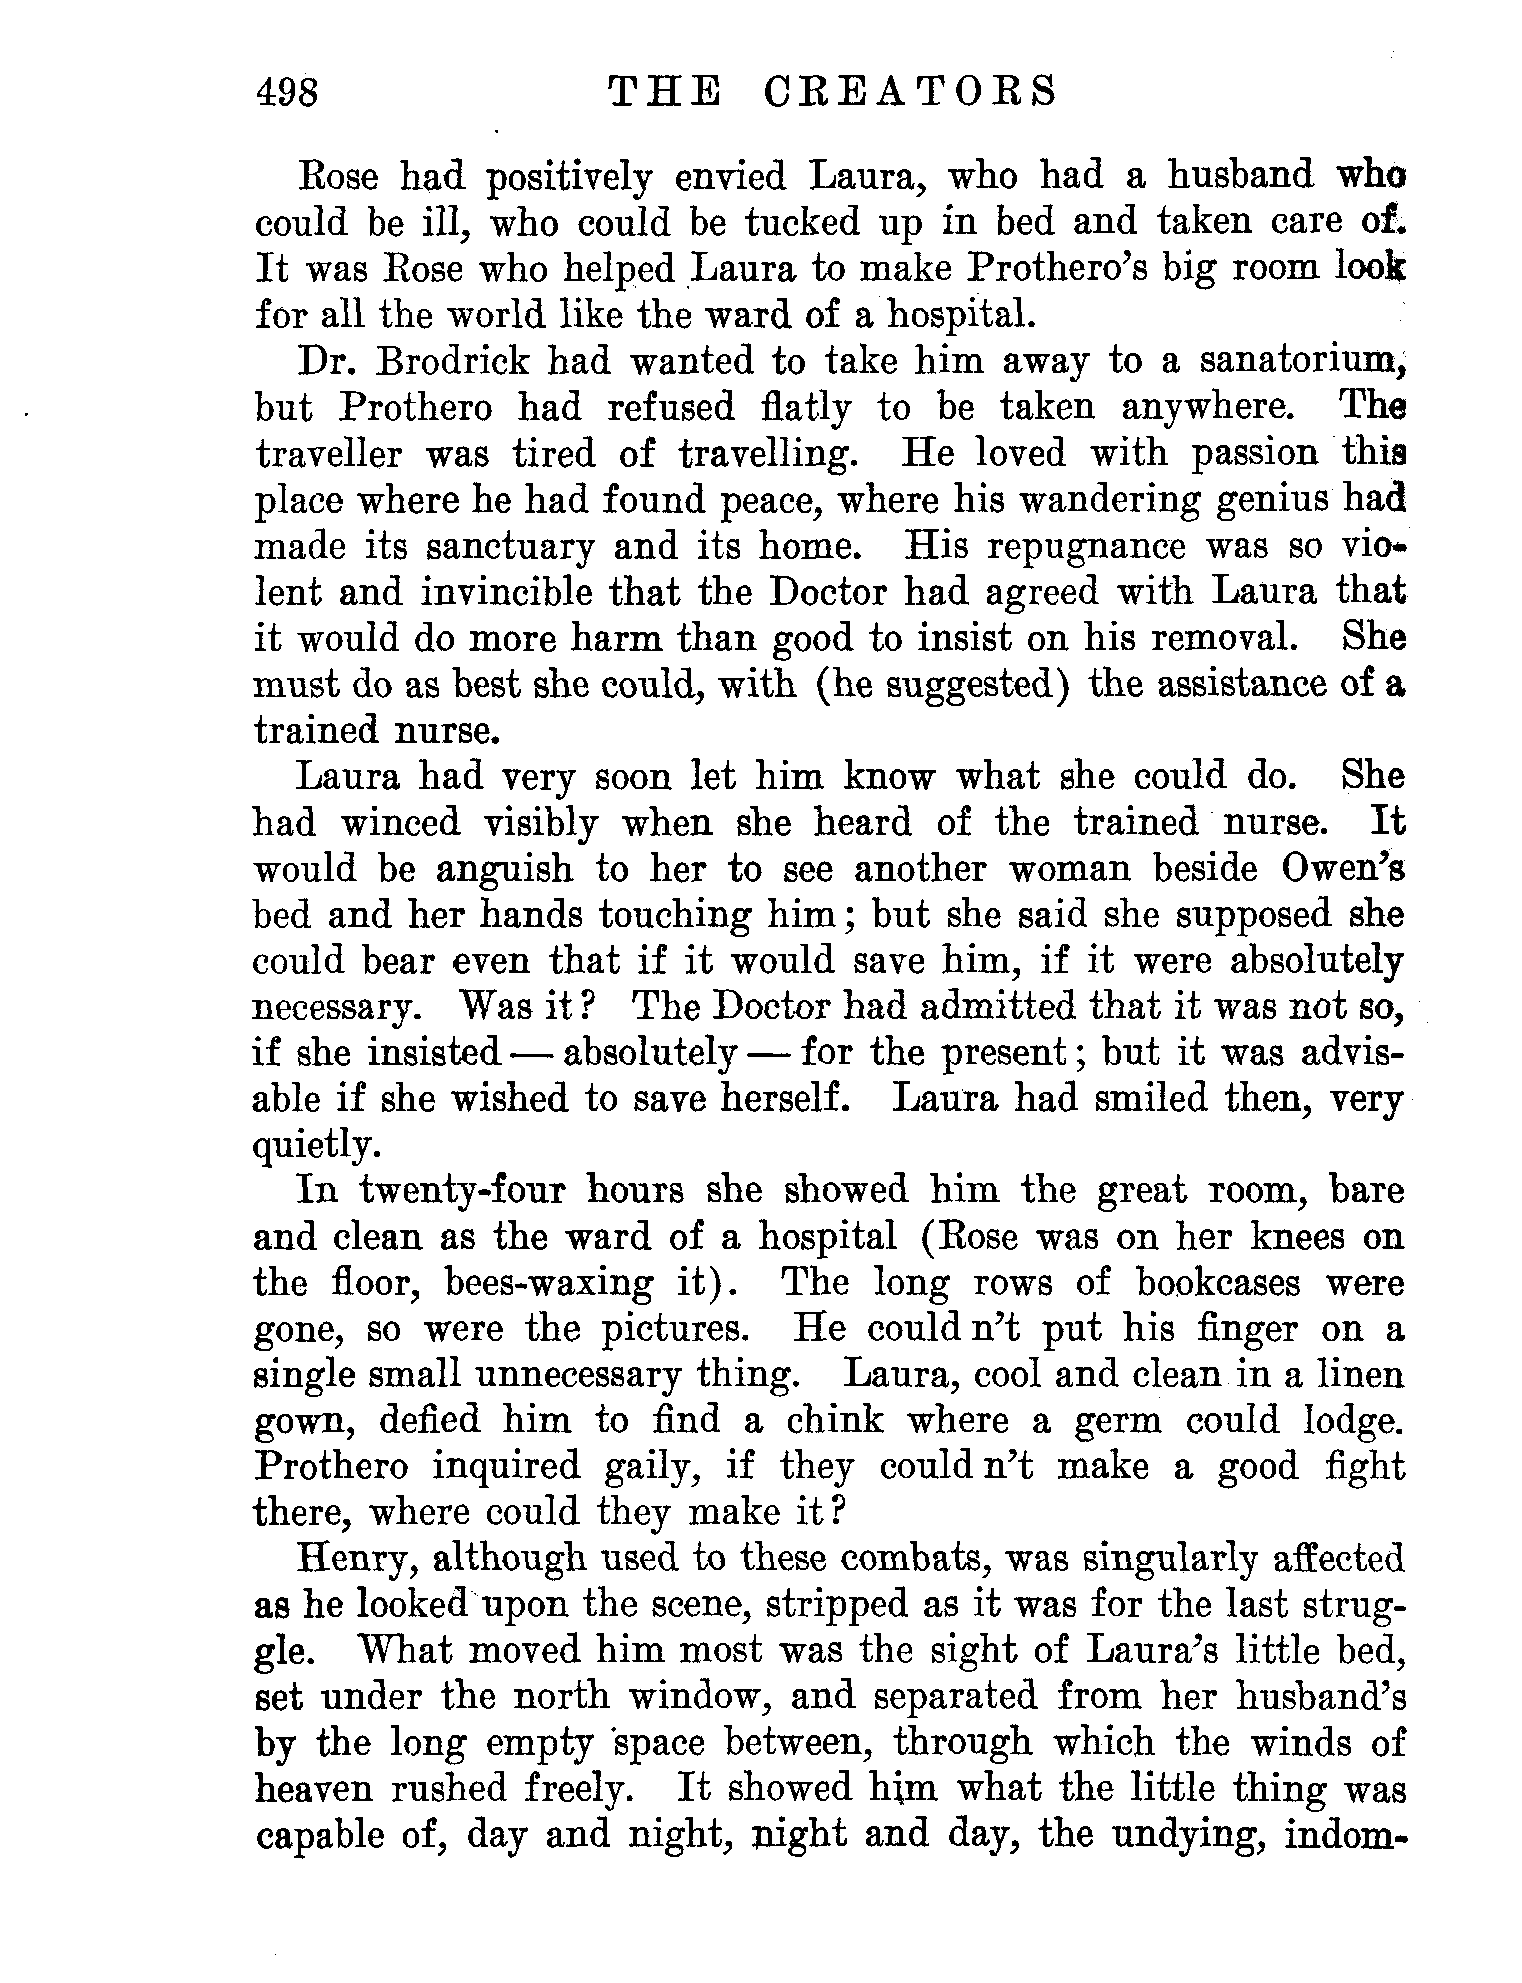 498 THE CREATORS
Rose had positively envied Laura, who had a husband who
could be ill, who could be tucked up in bed and taken care of.
It was Rose who helped Laura to make Prothero's big room look
for all the world like the ward of a hospital.
Dr. Brodrick had wanted to take him away to a sanatorium,
but Prothero had refused flatly to be taken anywhere. The
traveller was tired of travelling. He loved with passion this
place where he had found peace, where his wandering genius had
made its sanctuary and its home. His repugnance was so vio-
lent and invincible that the Doctor had agreed with Laura that
it would do more harm than good to insist on his removal. She
must do as best she could, with (he suggested) the assistance of a
trained nurse.
Laura had very soon let him know what she could do. She
had winced visibly when she heard of the trained nurse. It
would be anguish to her to see another woman beside Owen's
bed and her hands touching him; but she said she supposed she
could bear even that if it would save him, if it were absolutely
necessary. Was it? The Doctor had admitted that it was not so,
if she insisted — absolutely — for the present; but it was advis-
able if she wished to save herself. Laura had smiled then, very
quietly.
In twenty-four hours she showed him the great room, bare
and clean as the ward of a hospital (Rose was on her knees on
the floor, bees-waxing it). The long rows of bookcases were
gone, so were the pictures. He could n't put his finger on a
single small unnecessary thing. Laura, cool and clean in a linen
gown, defied him to find a chink where a germ could lodge.
Prothero inquired gaily, if they could n't make a good fight
there, where could they make it?
Henry, although used to these combats, was singularly affected
as he looked upon the scene, stripped as it was for the last strug-
gle. What moved him most was the sight of Laura's little bed,
set under the north window, and separated from her husband's
by the long empty space between, through which the winds of
heaven rushed freely. It showed him what the little thing was
capable of, day and night, night and day, the undying, indom-